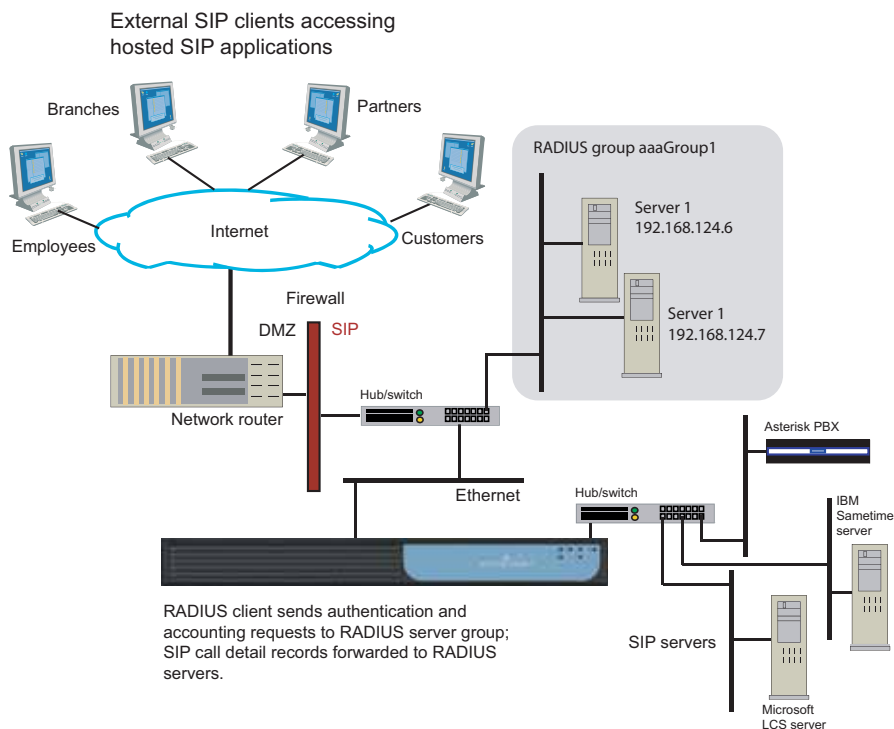 External SIP clients accessing
hosted SIP applications
Branches
Partners
Employees
Internet
Customers
RADIUS group aaaGroup1
Server 1
192.168.124.6
Server 1
192.168.124.7
Firewall
DMZ
SIP
Network router
Hub/switch
Ethernet
Hub/switch
Asterisk PBX
IBM
Sametime
server
SIP servers
Microsoft
LCS server
RADIUS client sends authentication and
accounting requests to RADIUS server group;
SIP call detail records forwarded to RADIUS
servers.